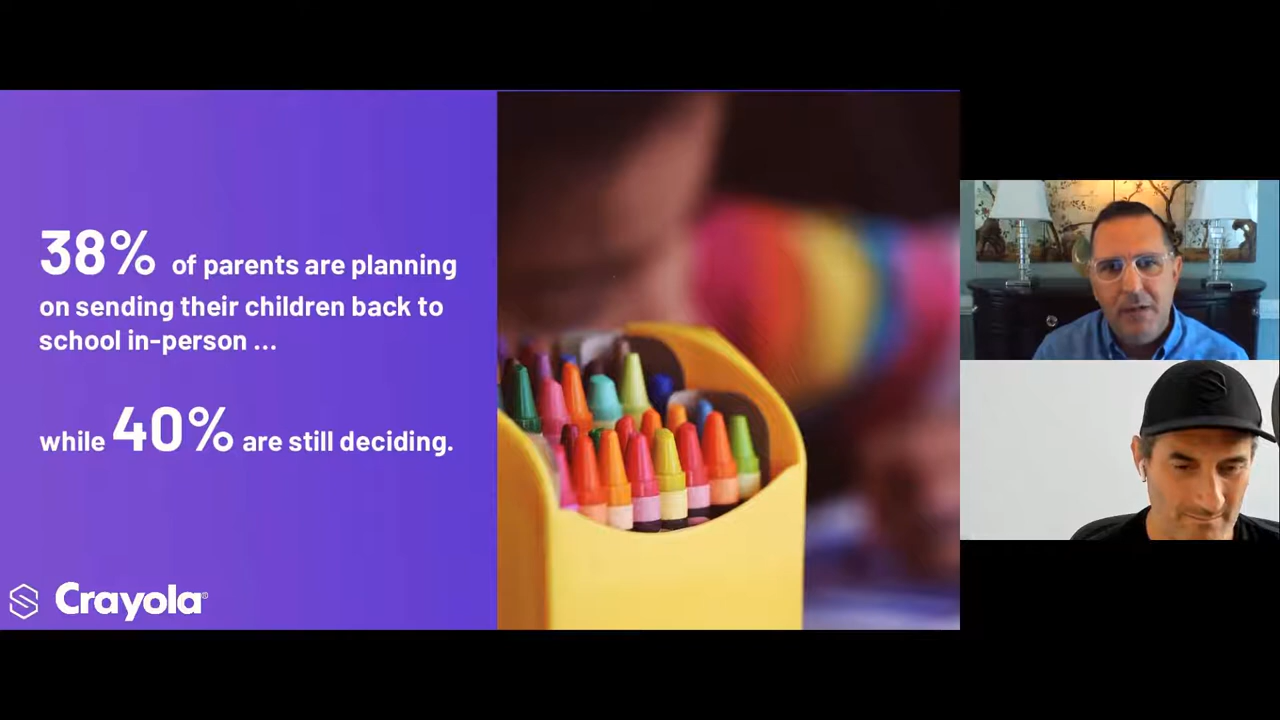 38% of parents are planning
on sending their children back to
school in-person ...
while 40% are still deciding.
Crayola®